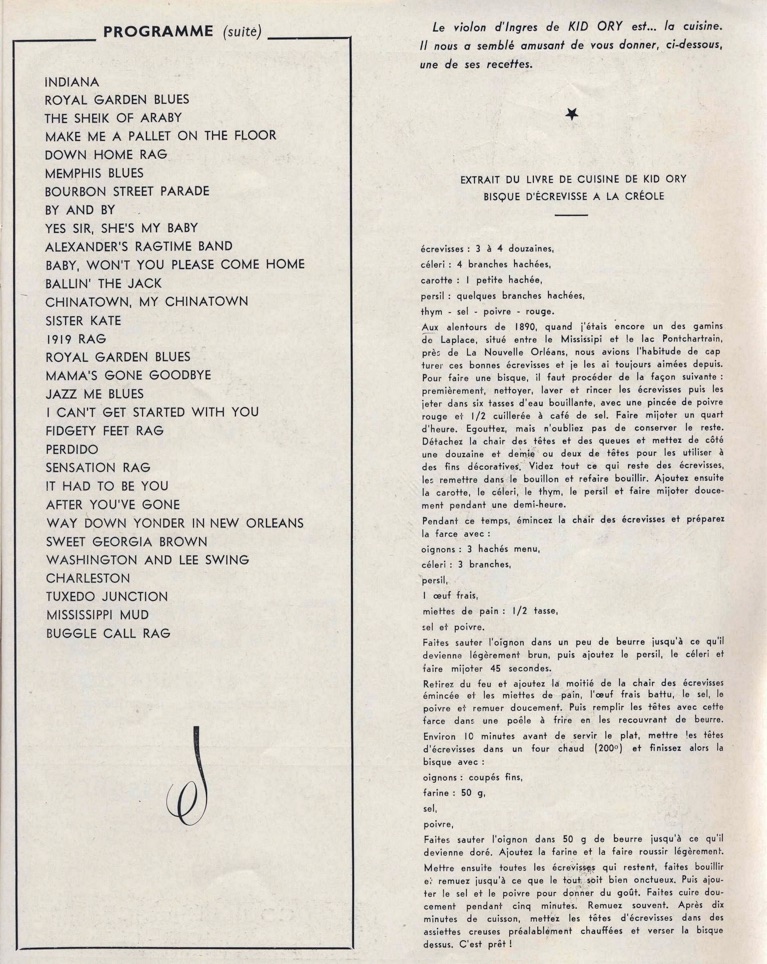 PROGRAMME (suite)
INDIANA
ROYAL GARDEN BLUES
THE SHEIK OF ARABY
MAKE ME A PALLET ON THE FLOOR
DOWN HOME RAG
MEMPHIS BLUES
BOURBON STREET PARADE
BY AND BY
YES SIR, SHE'S MY BABY
ALEXANDER'S RAGTIME BAND
BABY, WON'T YOU PLEASE COME HOME
BALLIN' THE JACK
CHINATOWN, MY CHINATOWN
SISTER KATE
1919 RAG
ROYAL GARDEN BLUES
MAMA'S GONE GOODBYE
JAZZ ME BLUES
I CAN'T GET STARTED WITH YOU
FIDGETY FEET RAG
PERDIDO
SENSATION RAG
IT HAD TO BE YOU
AFTER YOU'VE GONE
WAY DOWN YONDER IN NEW ORLEANS
SWEET GEORGIA BROWN
WASHINGTON AND LEE SWING
CHARLESTON
TUXEDO JUNCTION
MISSISSIPPI MUD
BUGGLE CALL RAG
Le violon d'Ingres de KID ORY est... la cuisine.
Il nous a semblé amusant de vous donner, ci-dessous,
une de ses recettes.
EXTRAIT DU LIVRE DE CUISINE DE KID ORY
BISQUE D'ÉCREVISSE A LA CRÉOLE
écrevisses : 3 à 4 douzaines,
céleri : 4 branches hachées,
carotte : 1 petite hachée,
persil : quelques branches hachées,
thym - sel - poivre - rouge.
Aux alentours de 1890, quand j'étais encore un des gamins
de Laplace, situé entre le Mississipi et le lac Pontchartrain,
près de La Nouvelle Orléans, nous avions l'habitude de cap
turer ces bonnes écrevisses et je les ai toujours aimées depuis.
Pour faire une bisque, il faut procéder de la façon suivante :
premièrement, nettoyer, laver et rincer les écrevisses puis les
jeter dans six tasses d'eau bouillante, avec une pincée de poivre
rouge et 1/2 cuillerée à café de sel. Faire mijoter un quart
d'heure. Egouttez, mais n'oubliez pas de conserver le reste.
Détachez la chair des têtes et des queues et mettez de côté
une douzaine et demie ou deux de têtes pour les utiliser à
des fins décoratives. Videz tout ce qui reste des écrevisses,
les remettre dans le bouillon et refaire bouillir. Ajoutez ensuite
la carotte, le céleri, le thym, le persil et faire mijoter douce-
ment pendant une demi-heure.
Pendant ce temps, émincez la chair des écrevisses et préparez
la farce avec :
oignons : 3 hachés menu,
céleri : 3 branches,
persil,
1 œuf frais,
miettes de pain : 1/2 tasse,
sel et poivre.
Faites sauter l'oignon dans un peu de beurre jusqu'à ce qu'il
devienne légèrement brun, puis ajoutez le persil, le céleri et
faire mijoter 45 secondes.
Retirez du feu et ajoutez la moitié de la chair des écrevisses
émincée et les miettes de pain, l'œuf frais battu, le sel, le
poivre et remuer doucement. Puis remplir les têtes avec cette
farce dans une poêle à frire en les recouvrant de beurre.
Environ 10 minutes avant de servir le plat, mettre les têtes
d'écrevisses dans un four chaud (200°) et finissez alors la
bisque avec :
oignons : coupés fins,
farine : 50 g,
sel,
poivre,
Faites sauter l'oignon dans 50 g de beurre jusqu'à ce qu'il
devienne doré. Ajoutez la farine et la faire roussir légèrement.
Mettre ensuite toutes les écrevisses qui restent, faites bouillir
et remuez jusqu'à ce que le tout soit bien onctueux. Puis ajou-
ter le sel et le poivre pour donner du goût. Faites cuire dou-
cement pendant cinq minutes. Remuez souvent. Après dix
minutes de cuisson, mettez les têtes d'écrevisses dans des
assiettes creuses préalablement chauffées et verser la bisque
dessus. C'est prêt !